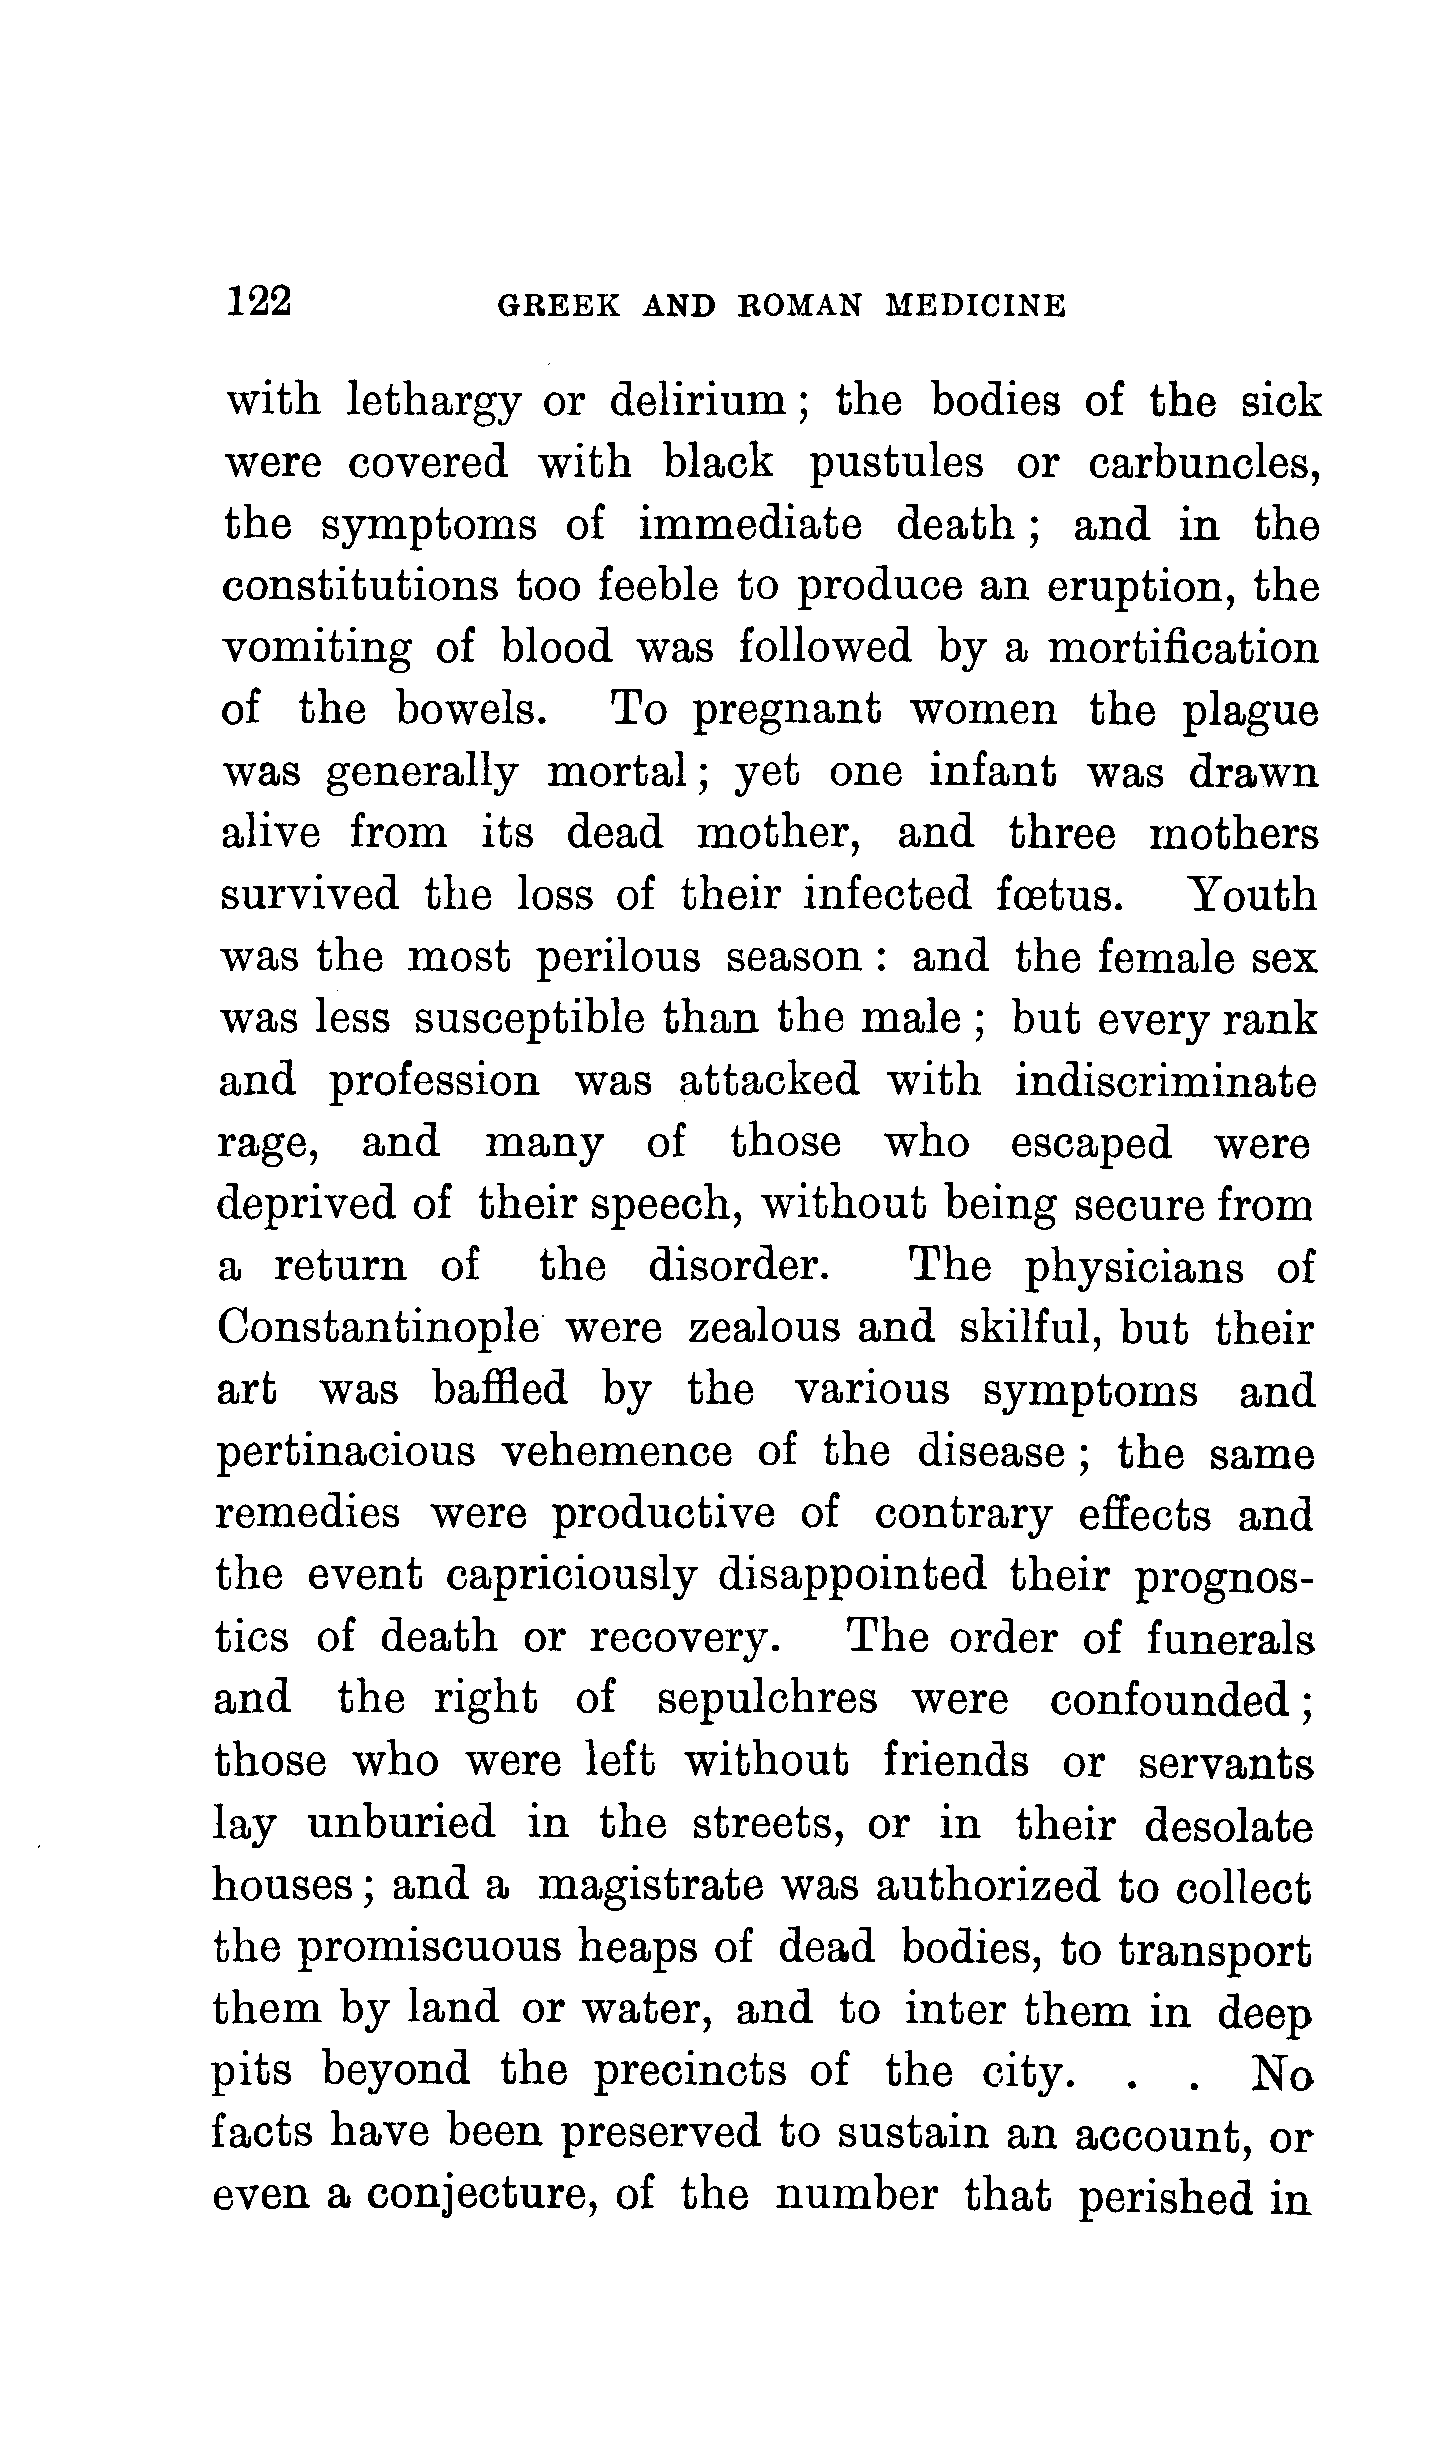 122 GREEK AND ROMAN MEDICINE
with lethargy or delirium ; the bodies of the sick
were covered with black pustules or carbuncles,
the symptoms of immediate death ; and in the
constitutions too feeble to produce an eruption, the
vomiting of blood was followed by a mortification
of the bowels. To pregnant women the plague
was generally mortal ; yet one infant was drawn
alive from its dead mother, and three mothers
survived the loss of their infected fœtus. Youth
was the most perilous season : and the female sex
was less susceptible than the male ; but every rank
and profession was attacked with indiscriminate
rage, and many of those who escaped were
deprived of their speech, without being secure from
a return of the disorder. The physicians of
Constantinople were zealous and skilful, but their
art was baffled by the various symptoms and
pertinacious vehemence of the disease ; the same
remedies were productive of contrary effects and
the event capriciously disappointed their prognos-
tics of death or recovery. The order of funerals
and the right of sepulchres were confounded ;
those who were left without friends or servants
lay unburied in the streets, or in their desolate
houses ; and a magistrate was authorized to collect
the promiscuous heaps of dead bodies, to transport
them by land or water, and to inter them in deep
pits beyond the precincts of the city. . . No
facts have been preserved to sustain an account, or
even a conjecture, of the number that perished in